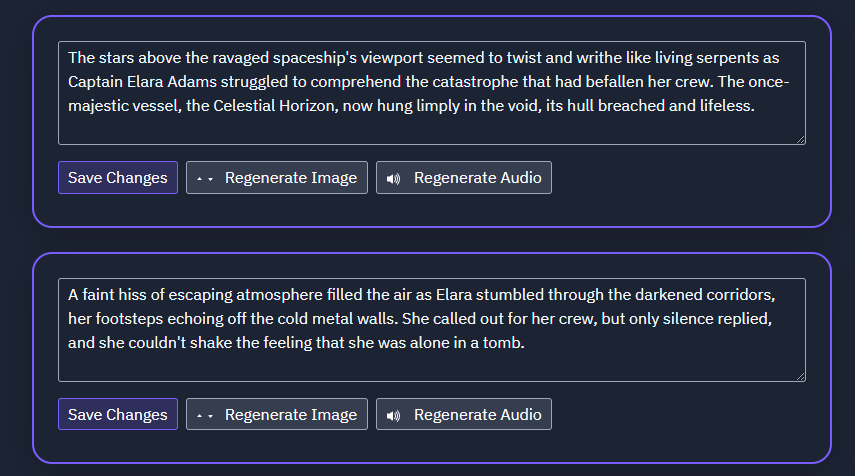 The stars above the ravaged spaceship's viewport seemed to twist and writhe like living serpents as
Captain Elara Adams struggled to comprehend the catastrophe that had befallen her crew. The once-
majestic vessel, the Celestial Horizon, now hung limply in the void, its hull breached and lifeless.
Save Changes Regenerate Image Regenerate Audio
A faint hiss of escaping atmosphere filled the air as Elara stumbled through the darkened corridors,
her footsteps echoing off the cold metal walls. She called out for her crew, but only silence replied,
and she couldn't shake the feeling that she was alone in a tomb.
Save Changes Regenerate Image Regenerate Audio